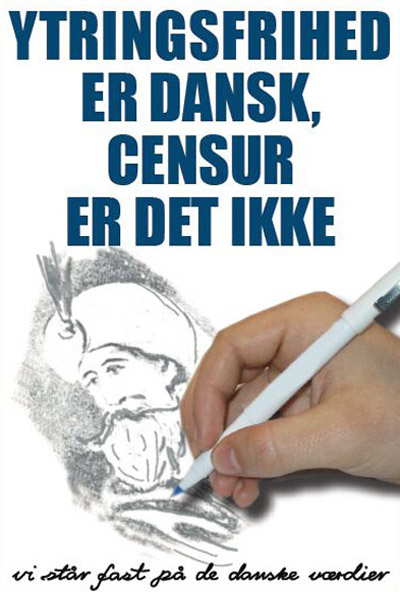 YTRINGSFRIHED
ER DANSK,
CENSUR
ER DET IKKE
vi står fast på de danske værdier